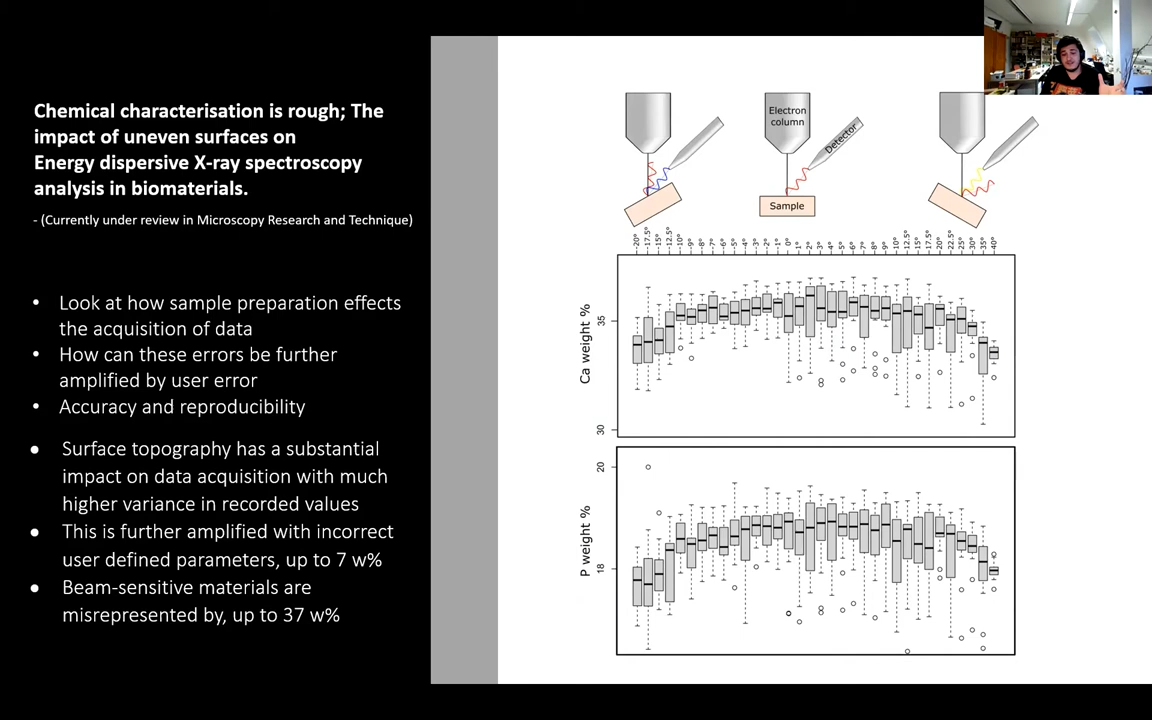 Chemical characterisation is rough; The
impact of uneven surfaces on
Energy dispersive X-ray spectroscopy
analysis in biomaterials.
- (Currently under review in Microscopy Research and Technique)
• Look at how sample preparation effects
the acquisition of data
• How can these errors be further
amplified by user error
• Accuracy and reproducibility
• Surface topography has a substantial
impact on data acquisition with much
higher variance in recorded values
• This is further amplified with incorrect
user defined parameters, up to 7 w%
• Beam-sensitive materials are
misrepresented by, up to 37 w%
Electron
column
Detector
Sample
-20° -17.5° -15° -12.5° -10° -9° -8° -7° -6° -5° -4° -3° -2° -1° 0° 1° 2° 3° 4° 5° 6° 7° 8° 9° 10° 12.5° 15° 17.5° 20° 22.5° 25° 30° 35° 40°
Ca weight %
35
30
P weight %
20
18